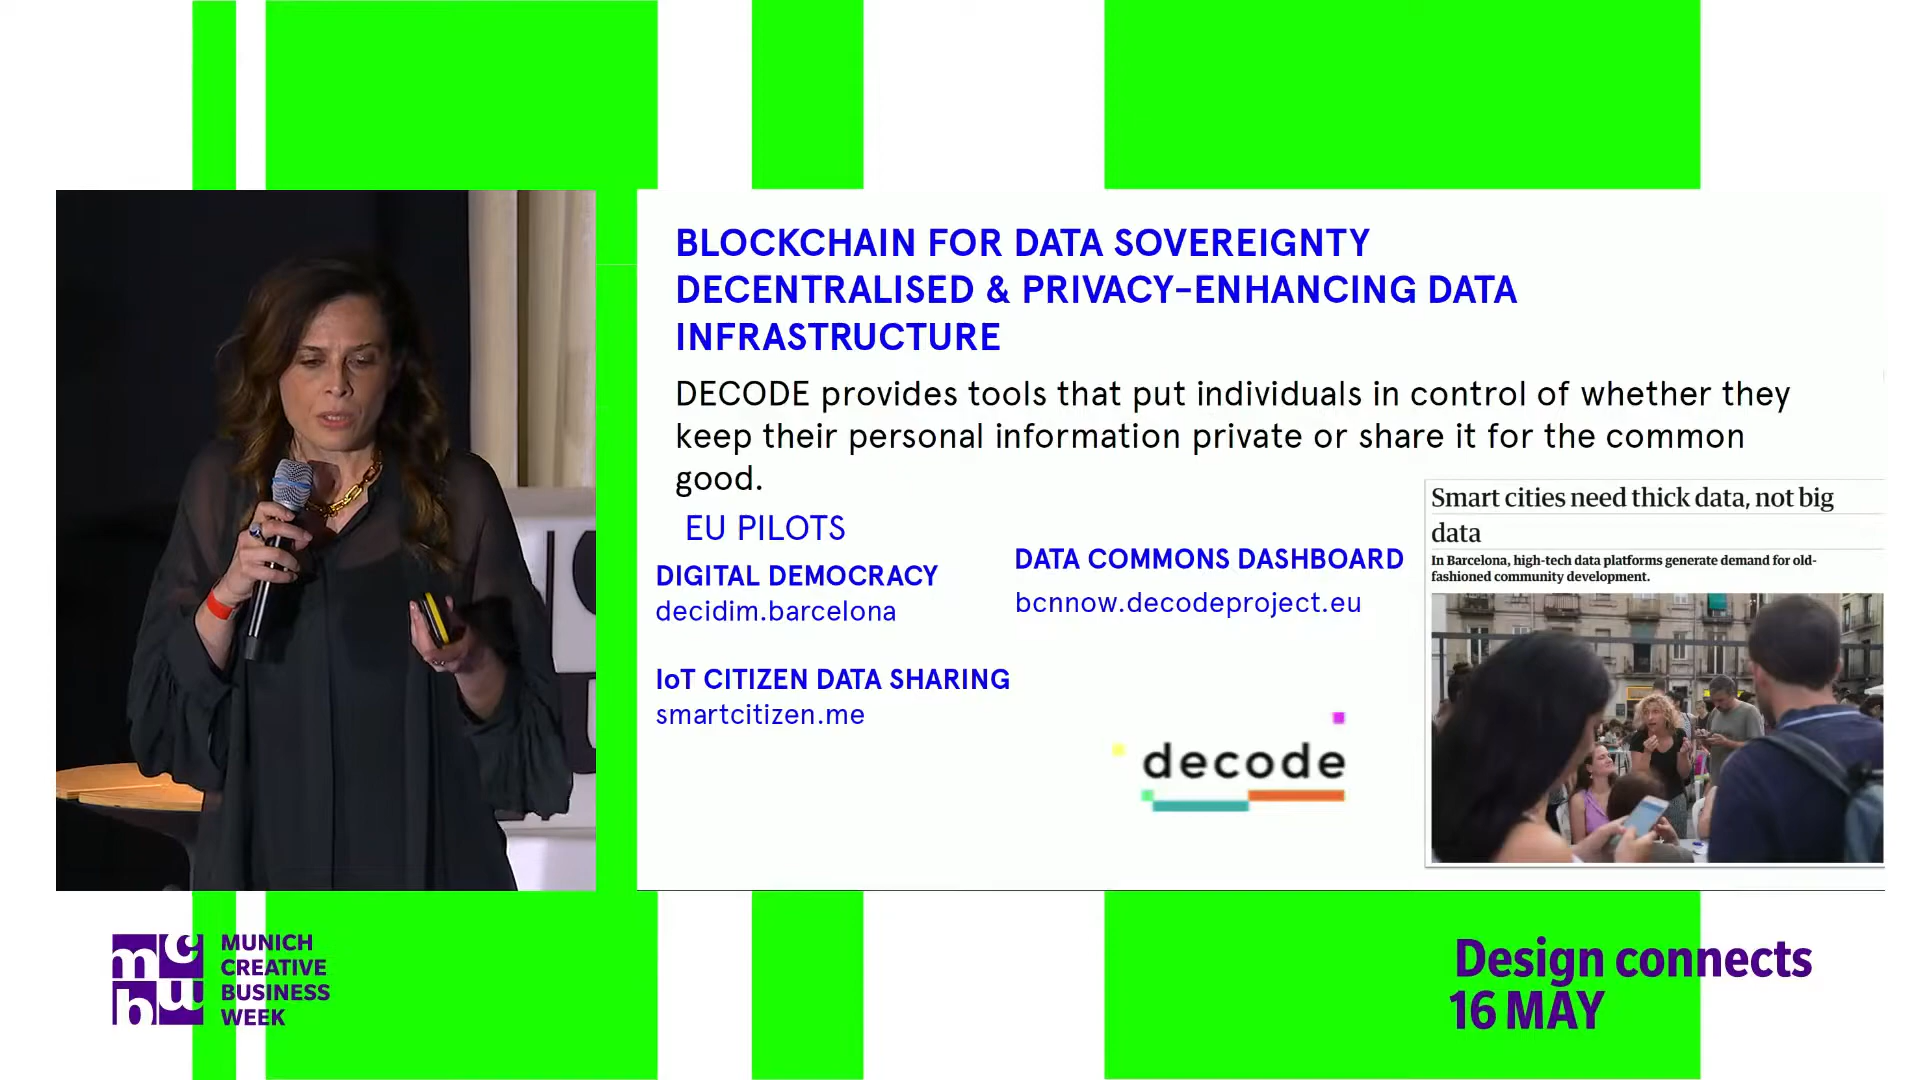 BLOCKCHAIN FOR DATA SOVEREIGNTY
DECENTRALISED & PRIVACY-ENHANCING DATA
INFRASTRUCTURE
DECODE provides tools that put individuals in control of whether they
keep their personal information private or share it for the common
good.
EU PILOTS
DIGITAL DEMOCRACY
decidim.barcelona
IoT CITIZEN DATA SHARING
smartcitizen.me
DATA COMMONS DASHBOARD
bcnnow.decodeproject.eu
decode
Smart cities need thick data, not big
data
In Barcelona, high-tech data platforms generate demand for old-
fashioned community development.
mcbw
MUNICH
CREATIVE
BUSINESS
WEEK
Design connects
16 MAY